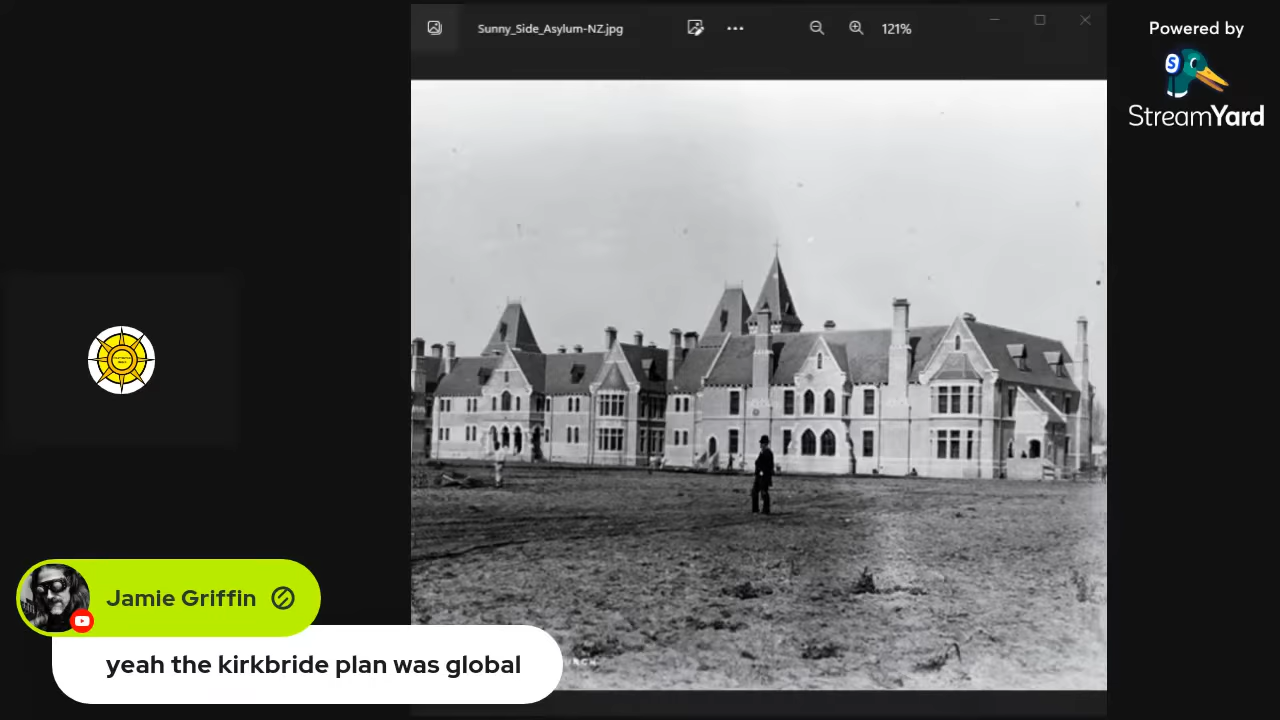 Sunny_Side_Asylum-NZ.jpg
121%
Powered by
S
StreamYard
Jamie Griffin
yeah the kirkbride plan was global